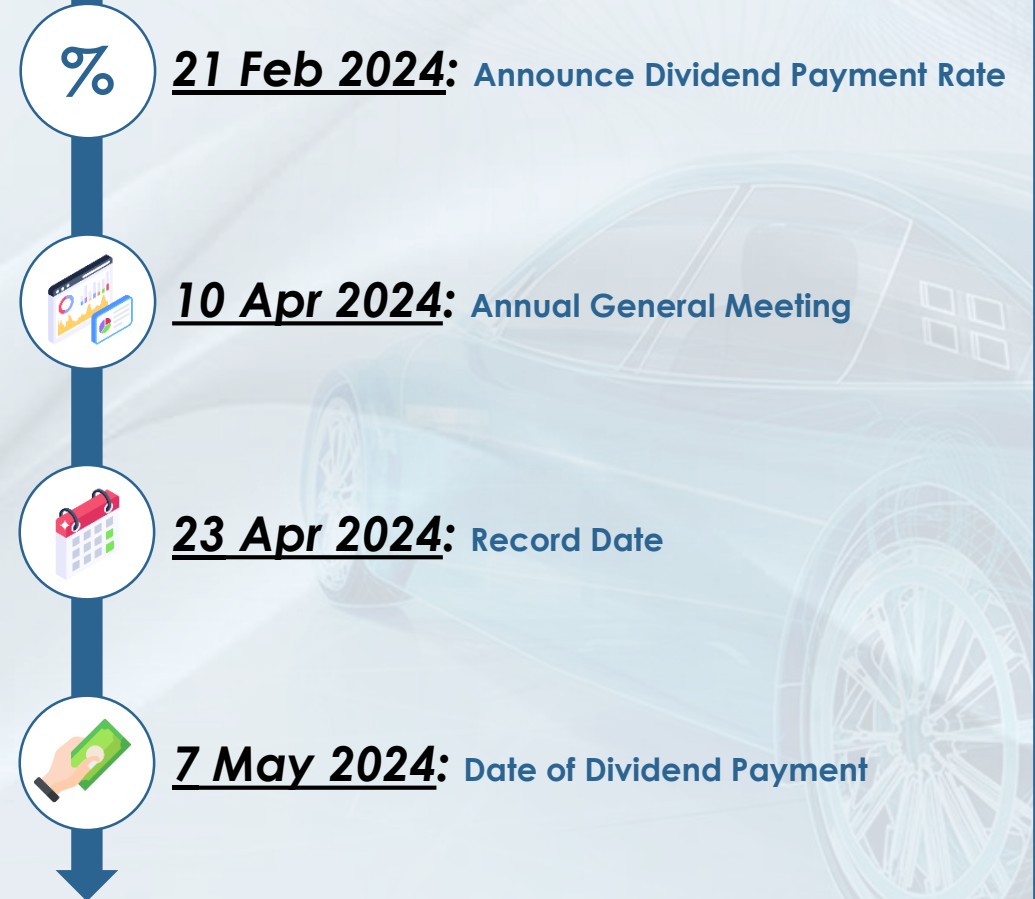 %
21 Feb 2024: Announce Dividend Payment Rate
10 Apr 2024: Annual General Meeting
23 Apr 2024: Record Date
7 May 2024: Date of Dividend Payment